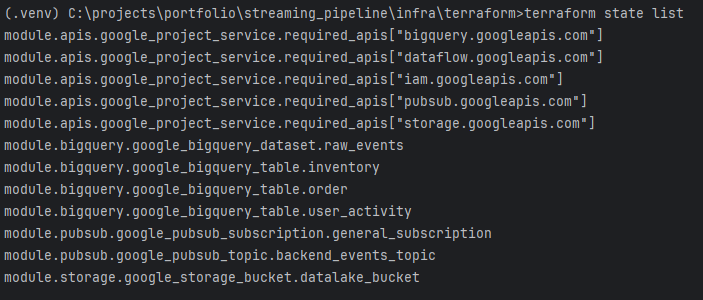 (.venv) C:\projects\portfolio\streaming_pipeline\infra\terraform>terraform state list
module.apis.google_project_service.required_apis["bigquery.googleapis.com"]
module.apis.google_project_service.required_apis["dataflow.googleapis.com"]
module.apis.google_project_service.required_apis["iam.googleapis.com"]
module.apis.google_project_service.required_apis["pubsub.googleapis.com"]
module.apis.google_project_service.required_apis["storage.googleapis.com"]
module.bigquery.google_bigquery_dataset.raw_events
module.bigquery.google_bigquery_table.inventory
module.bigquery.google_bigquery_table.order
module.bigquery.google_bigquery_table.user_activity
module.pubsub.google_pubsub_subscription.general_subscription
module.pubsub.google_pubsub_topic.backend_events_topic
module.storage.google_storage_bucket.datalake_bucket